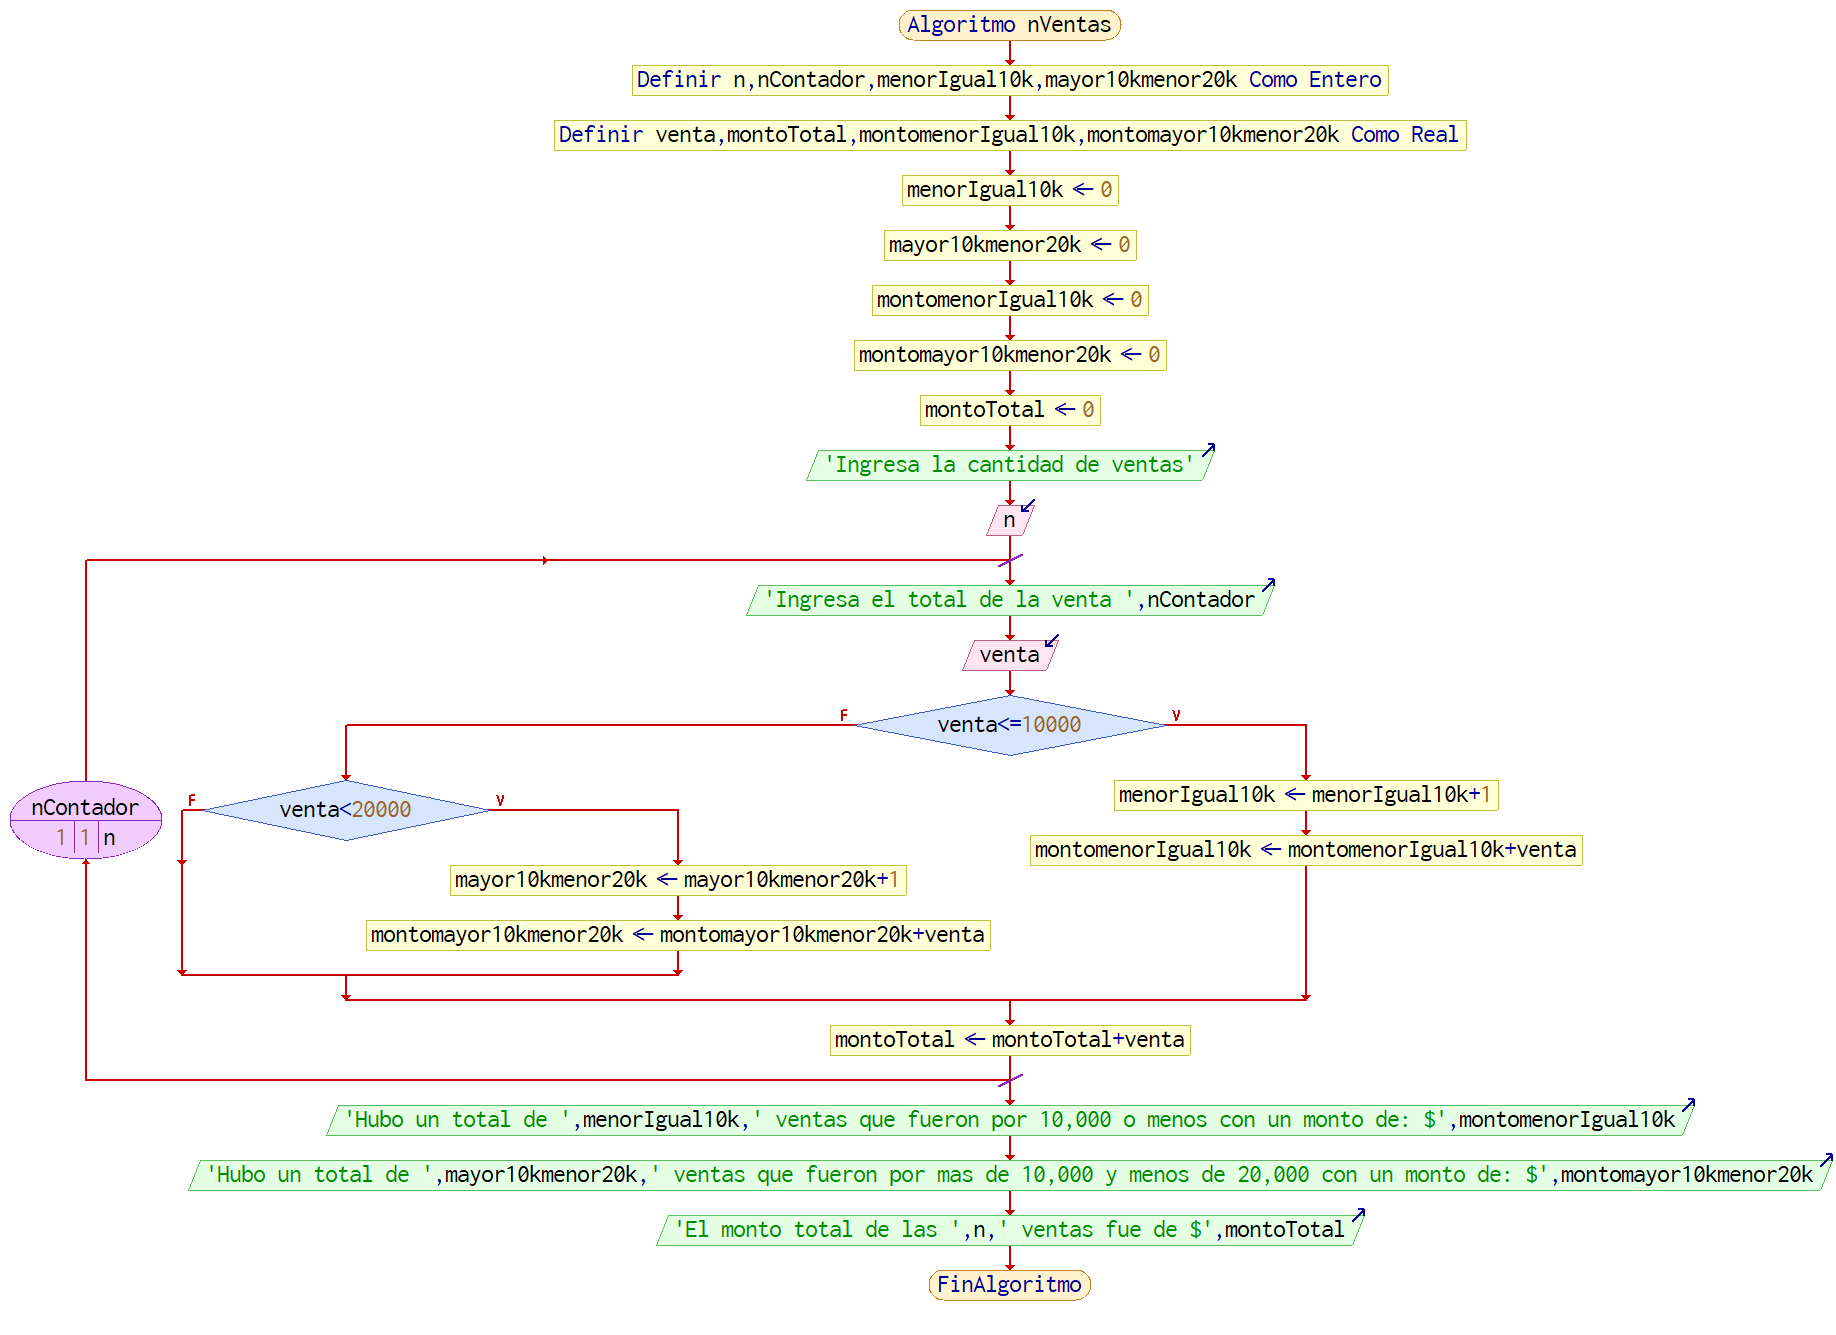 Algoritmo nVentas
Definir n,nContador,menorIgual10k,mayor10kmenor20k Como Entero
Definir venta,montoTotal,montomenorIgual10k,montomayor10kmenor20k Como Real
menorIgual10k ← 0
mayor10kmenor20k ← 0
montomenorIgual10k ← 0
montomayor10kmenor20k ← 0
montoTotal ← 0
'Ingresa la cantidad de ventas'
n
'Ingresa el total de la venta ',nContador
venta
F
venta<=10000
V
nContador
1 1 n
F
venta<20000
V
menorIgual10k ← menorIgual10k+1
montomenorIgual10k ← montomenorIgual10k+venta
mayor10kmenor20k ← mayor10kmenor20k+1
montomayor10kmenor20k ← montomayor10kmenor20k+venta
montoTotal ← montoTotal+venta
'Hubo un total de ',menorIgual10k,' ventas que fueron por 10,000 o menos con un monto de: $',montomenorIgual10k
'Hubo un total de ',mayor10kmenor20k,' ventas que fueron por mas de 10,000 y menos de 20,000 con un monto de: $',montomayor10kmenor20k
'El monto total de las ',n,' ventas fue de $',montoTotal
FinAlgoritmo